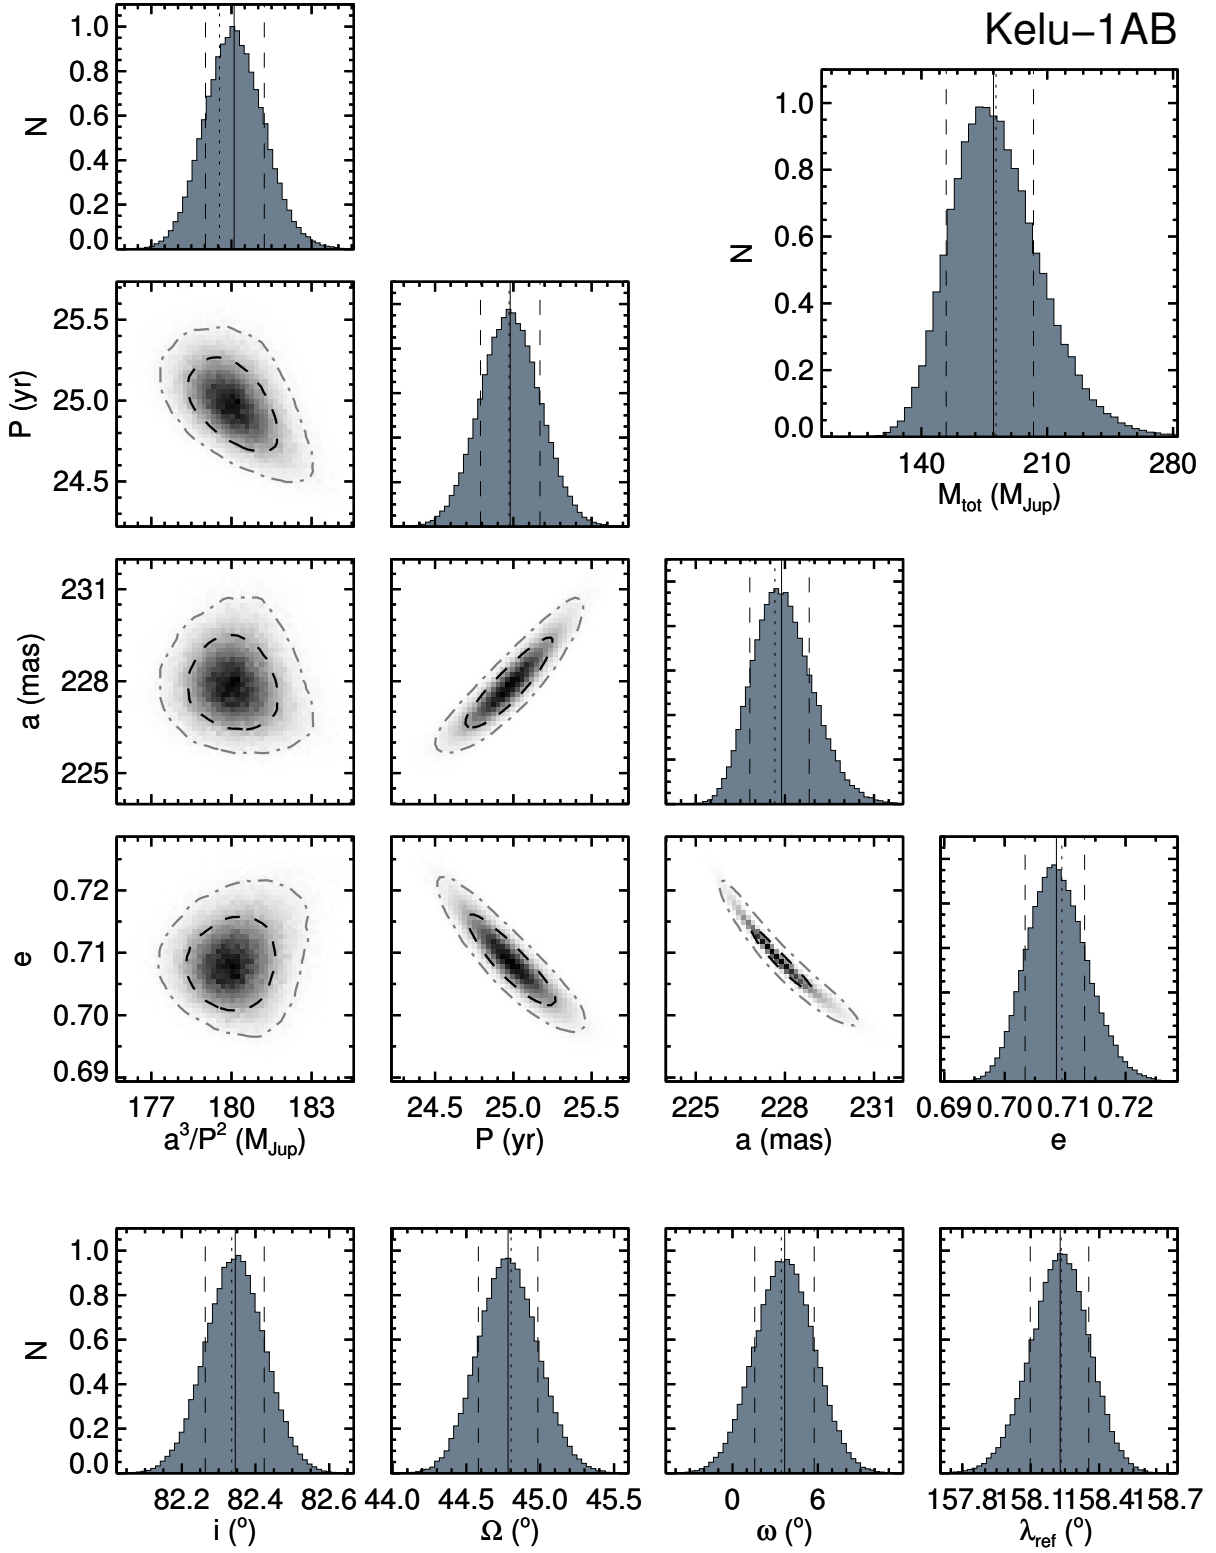 Kelu−1AB
1.0
0.8
0.6
0.4
0.2
0.0
N
1.0
0.8
0.6
0.4
0.2
0.0
N
140 210 280
M_tot (M_Jup)
25.5
25.0
24.5
P (yr)
231
228
225
a (mas)
0.72
0.71
0.70
0.69
e
177 180 183
a³/P² (M_Jup)
24.5 25.0 25.5
P (yr)
225 228 231
a (mas)
0.69 0.70 0.71 0.72
e
1.0
0.8
0.6
0.4
0.2
0.0
N
82.2 82.4 82.6
i (º)
44.0 44.5 45.0 45.5
Ω (º)
0 6
ω (º)
157.8 158.1 158.4 158.7
λ_ref (º)